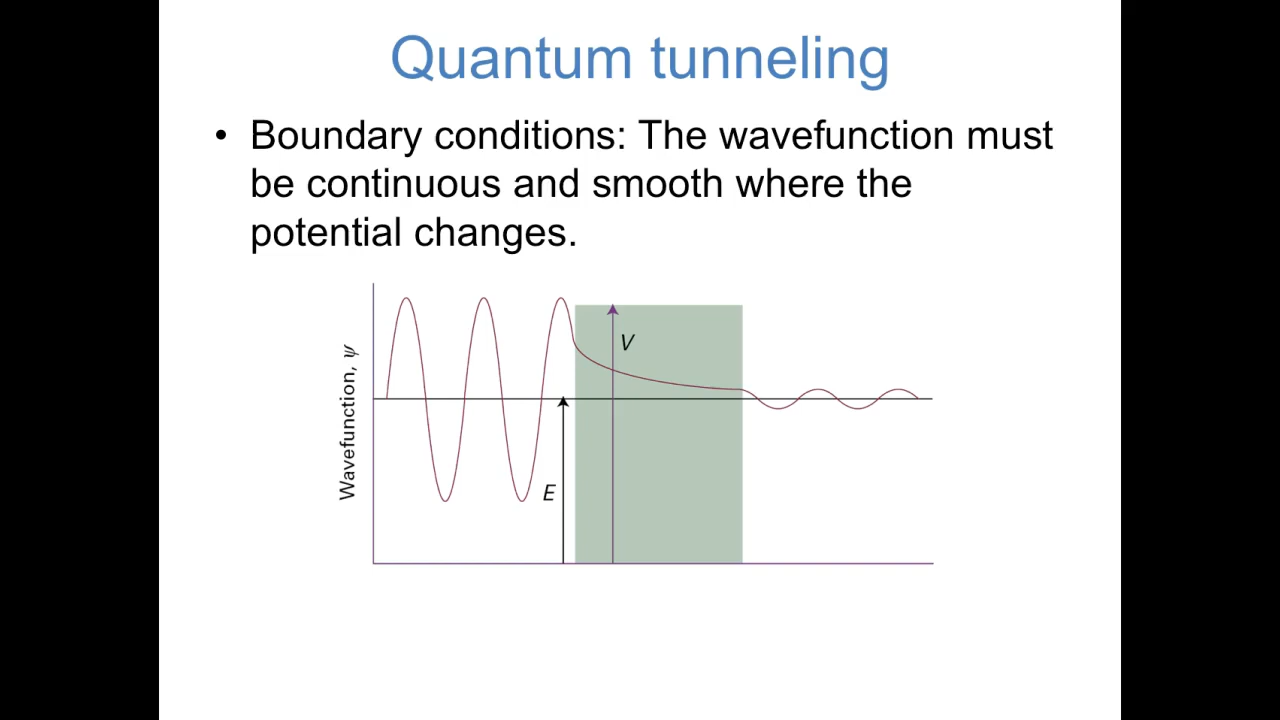 Quantum tunneling
• Boundary conditions: The wavefunction must
be continuous and smooth where the
potential changes.
Wavefunction, ψ
V
E